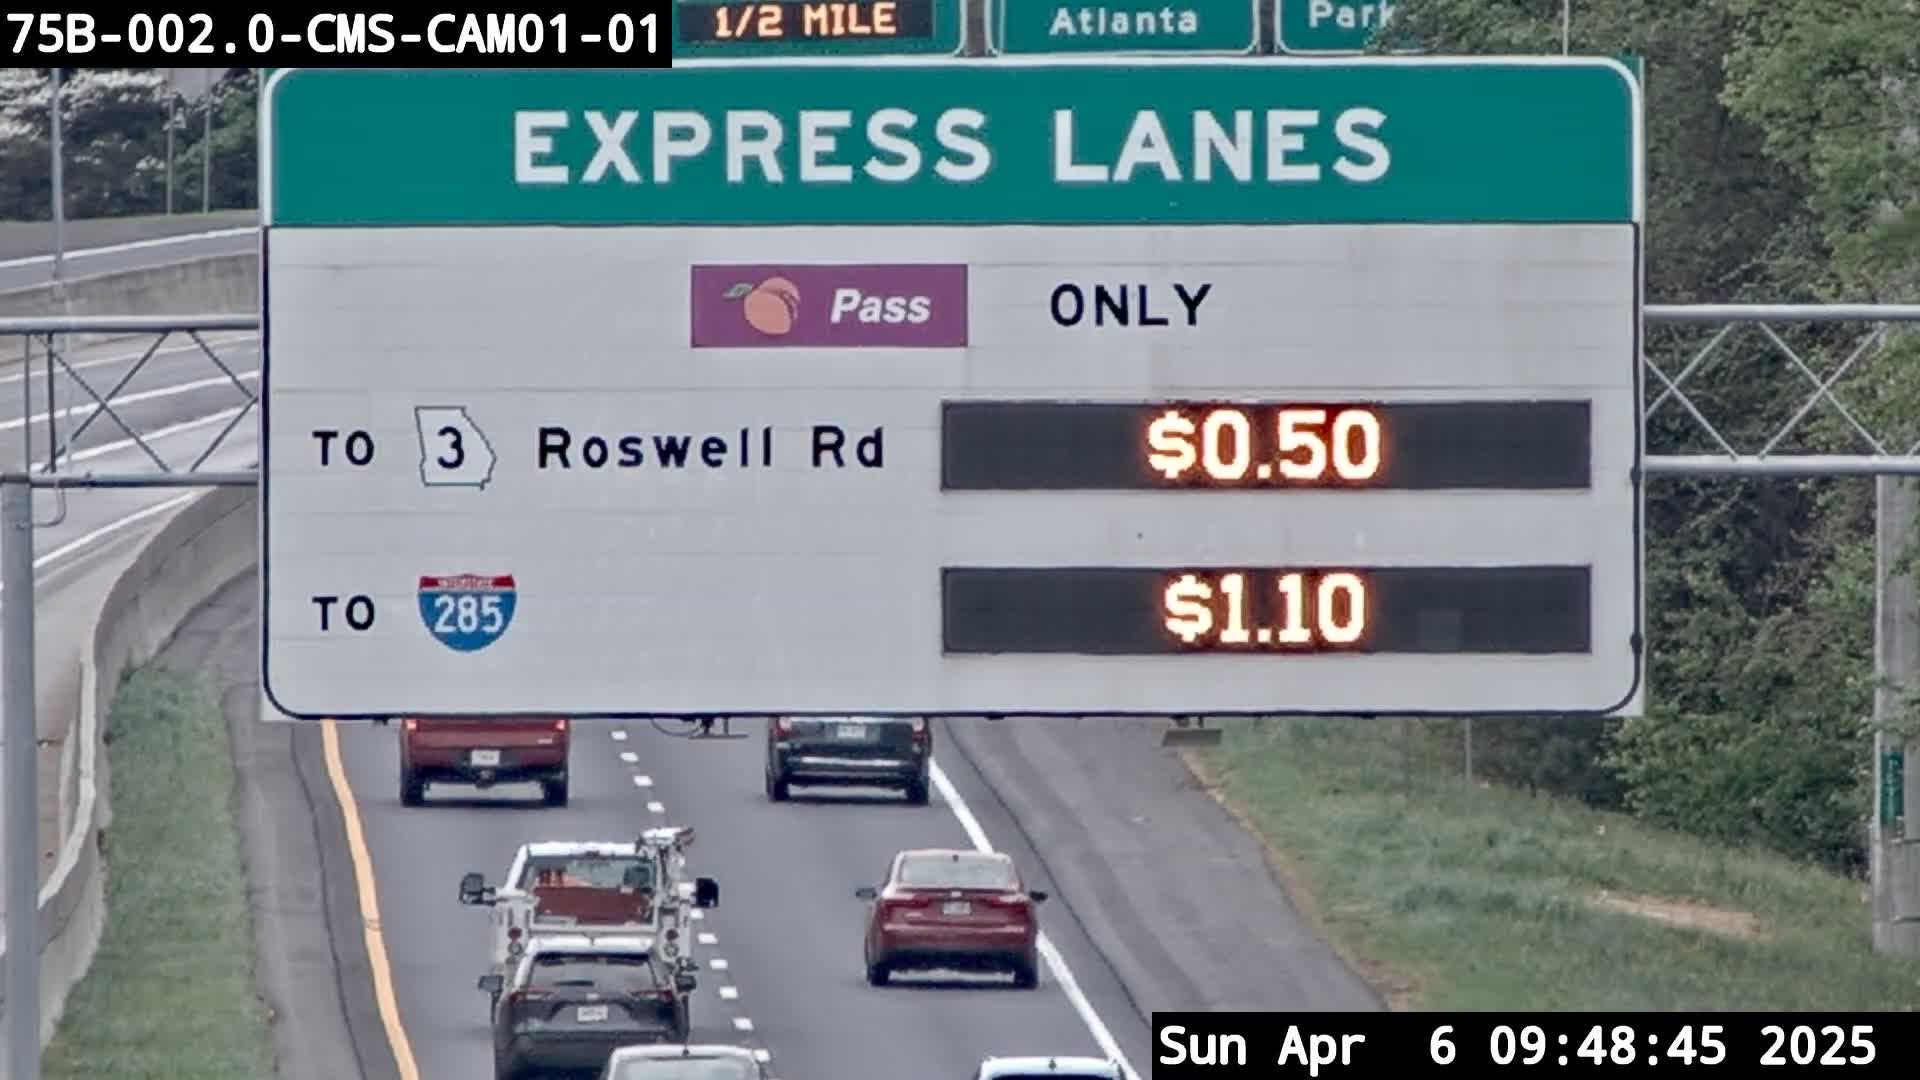 75B-002.0-CMS-CAM01-01
1/2 MILE
Atlanta
Park
EXPRESS LANES
Pass ONLY
TO 3 Roswell Rd $0.50
TO INTERSTATE 285 $1.10
Sun Apr 6 09:48:45 2025